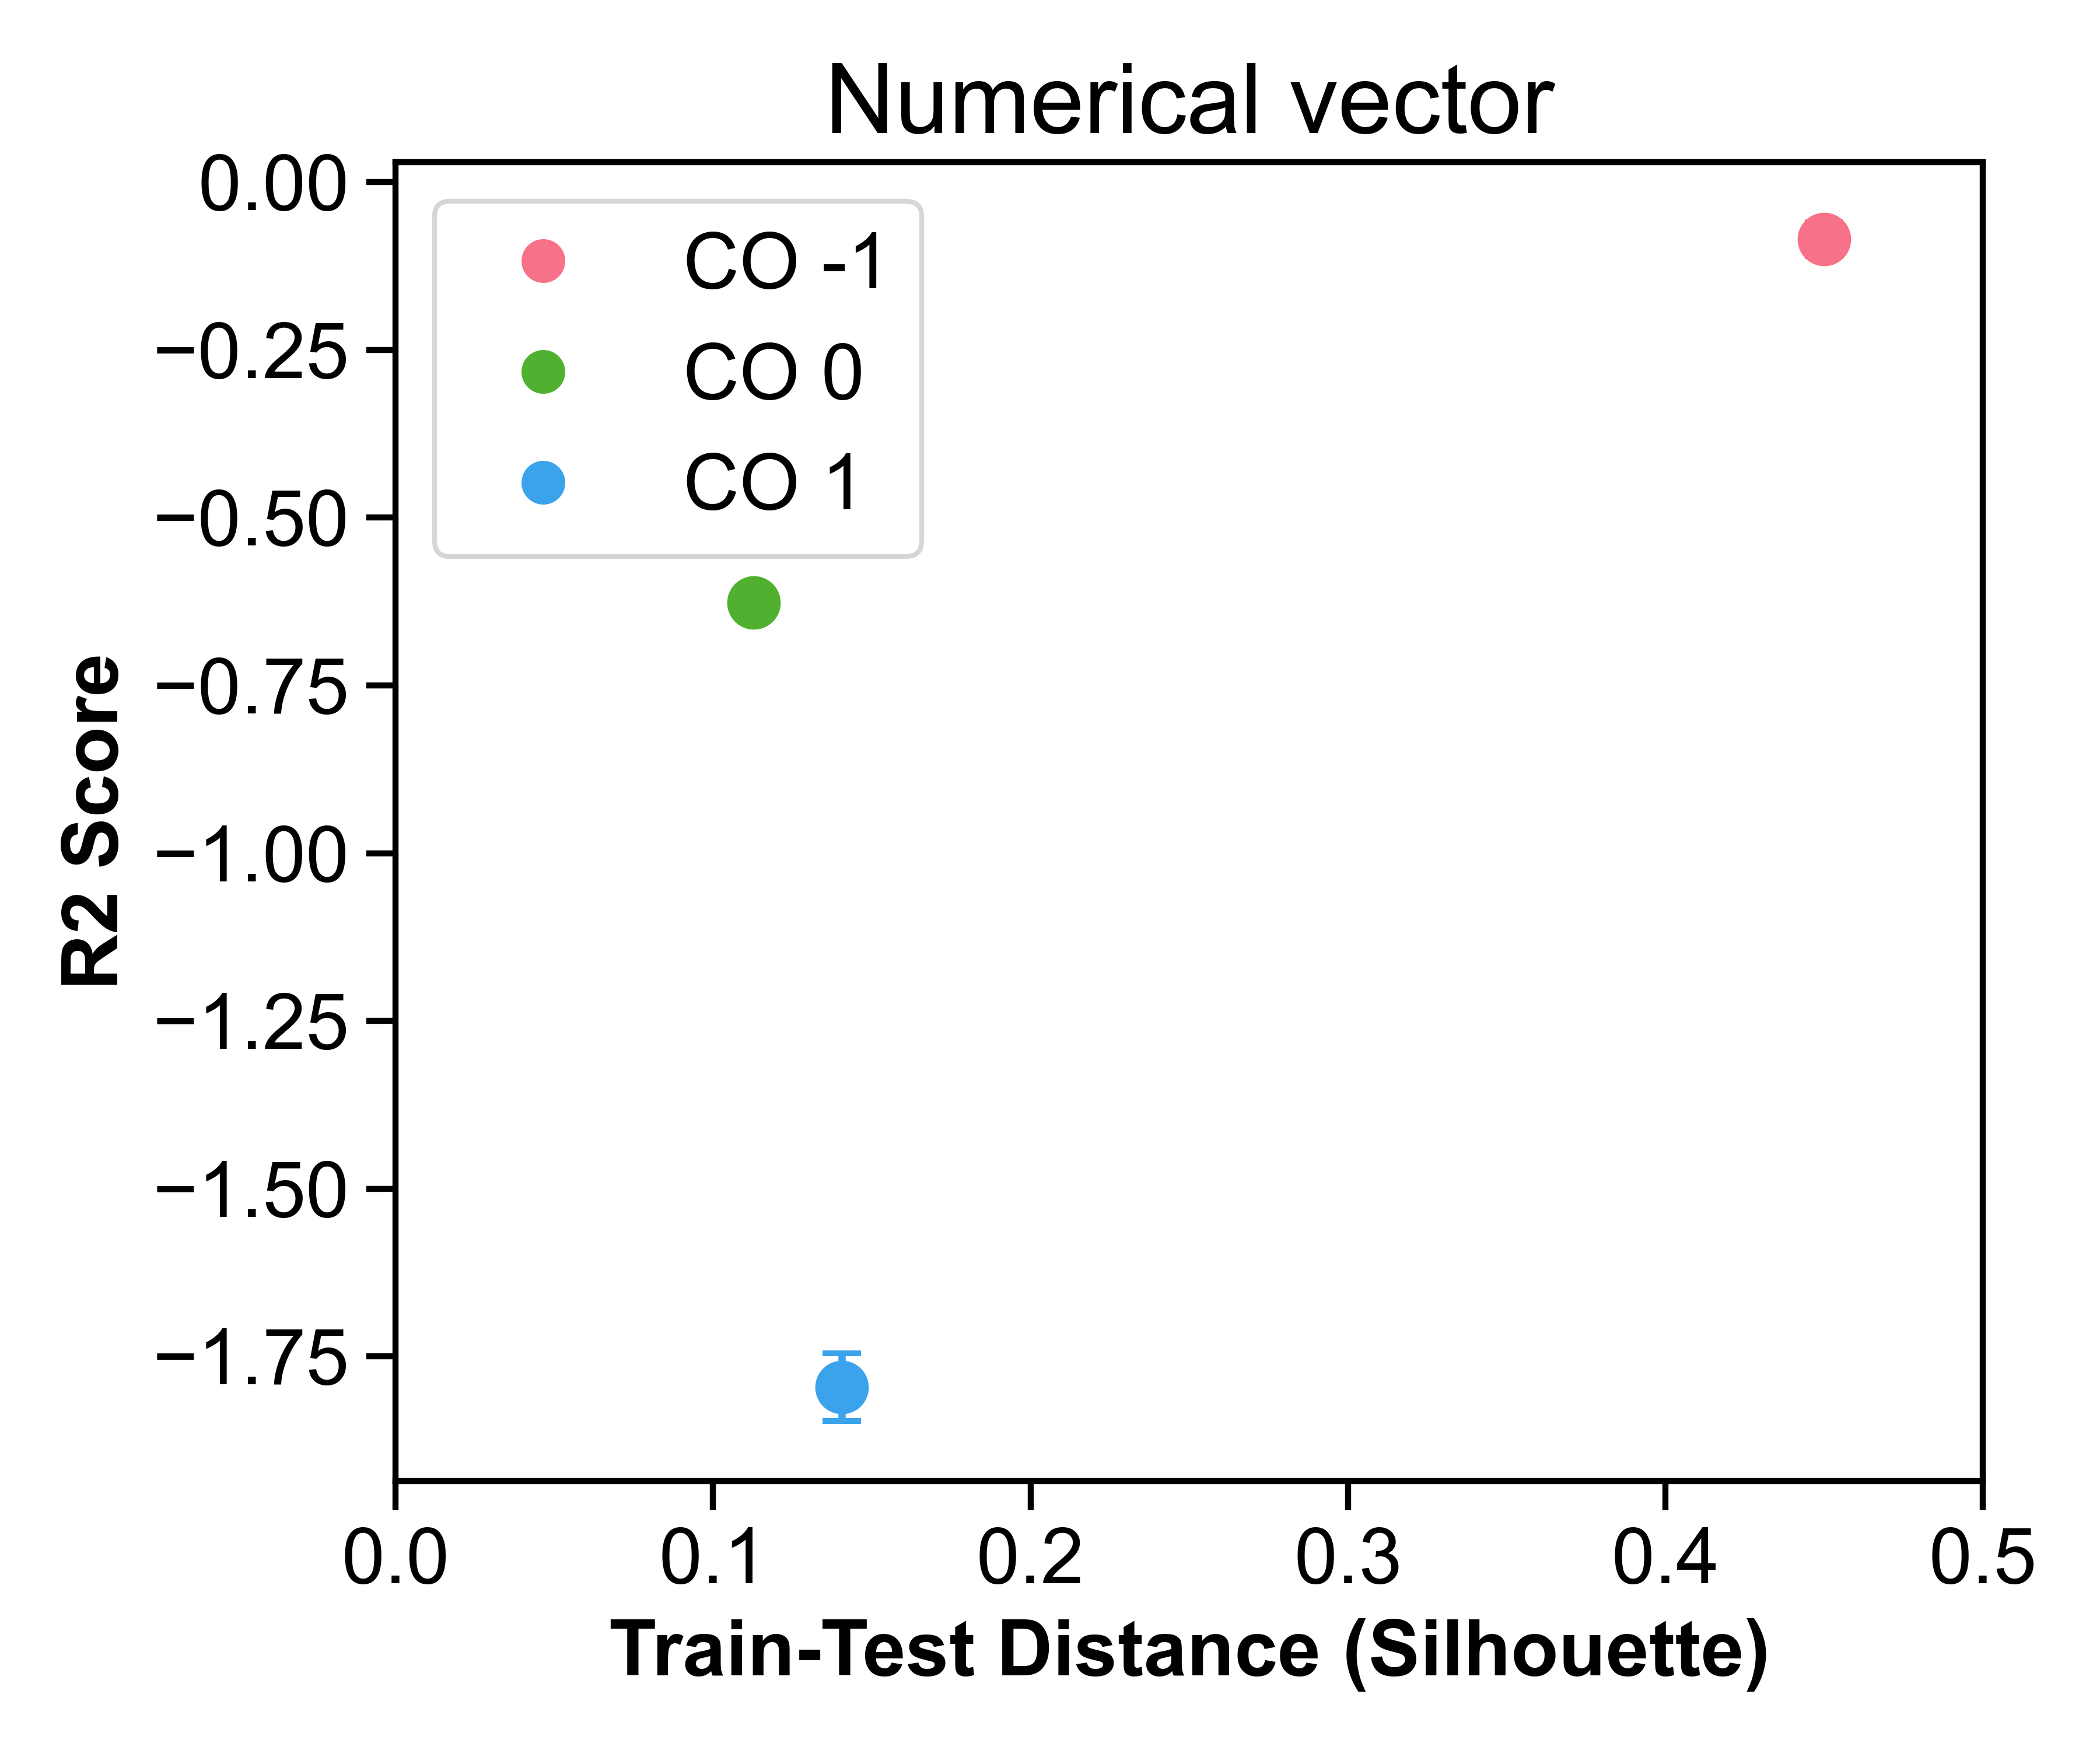 Numerical vector
0.00
−0.25
−0.50
−0.75
−1.00
−1.25
−1.50
−1.75
R2 Score
CO -1
CO 0
CO 1
0.0 0.1 0.2 0.3 0.4 0.5
Train-Test Distance (Silhouette)